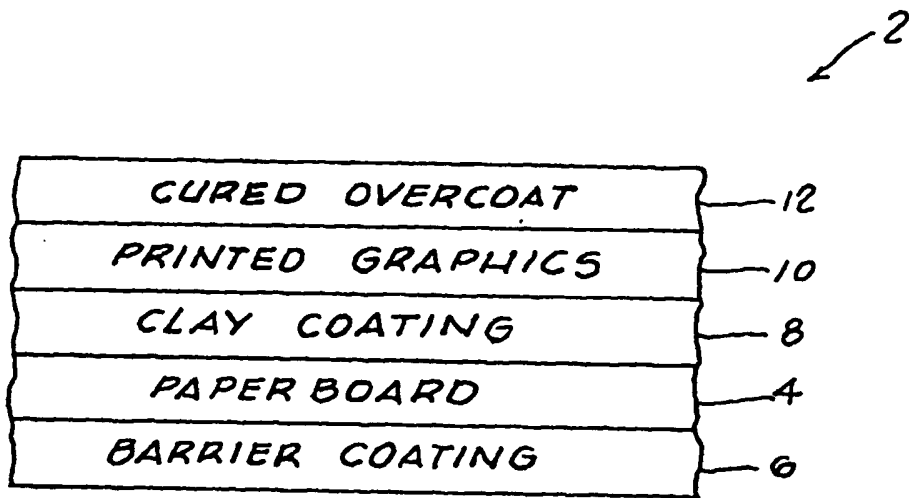 2
CURED OVERCOAT 12
PRINTED GRAPHICS 10
CLAY COATING 8
PAPER BOARD 4
BARRIER COATING 6